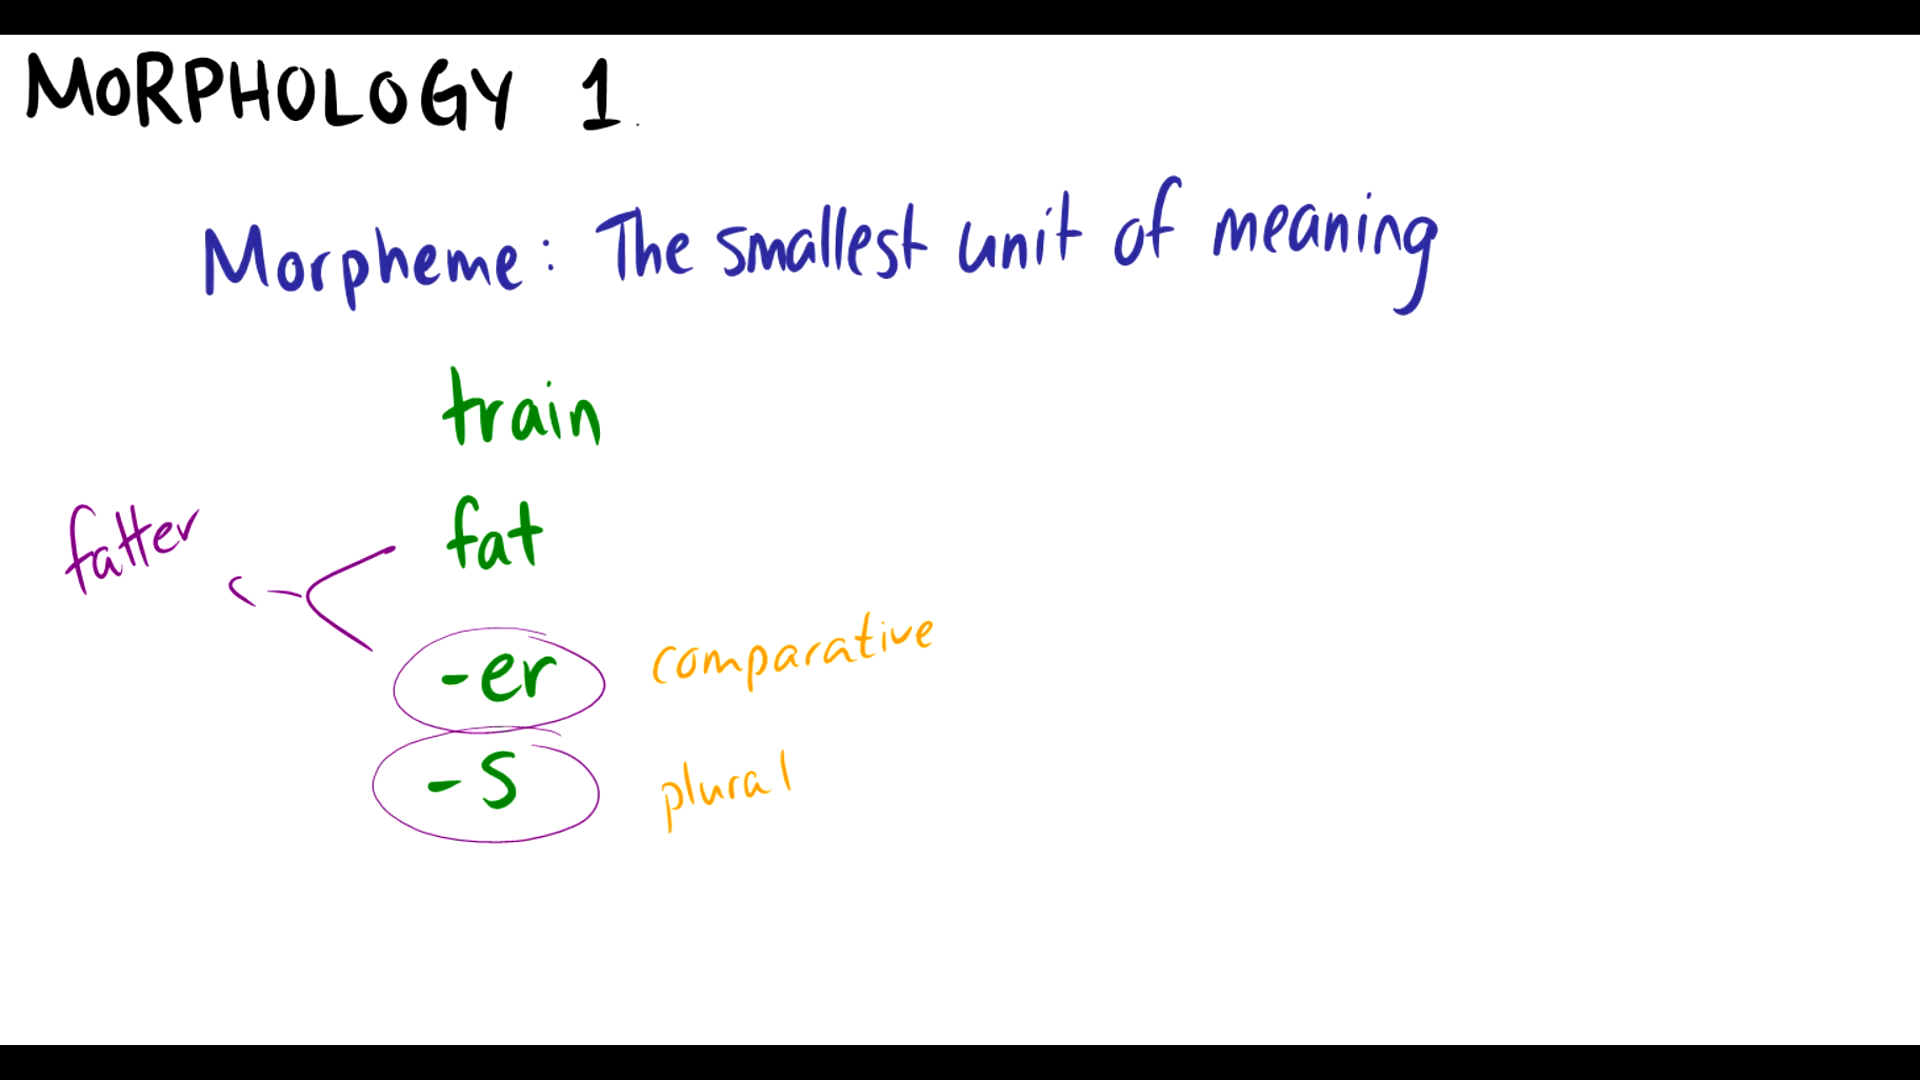 MORPHOLOGY 1
Morpheme: The smallest unit of meaning
train
fatter
fat
-er comparative
-s plural